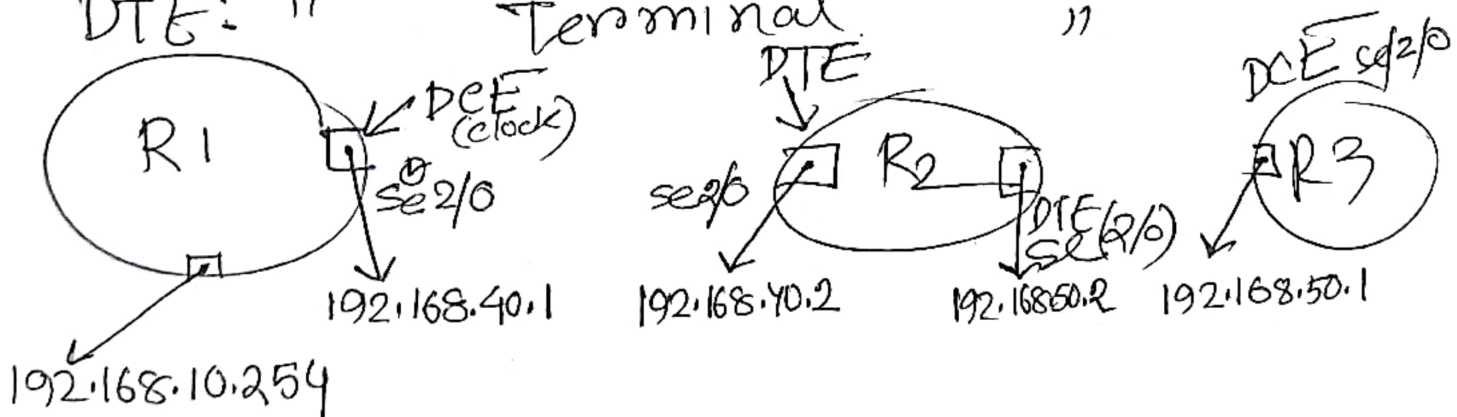 DTE: " Terminal "
DTE
DCE se2/0
DCE
(clock)
R1
R2
R3
se 2/0
se2/0
DTE
se(2/0)
192.168.40.1
192.168.40.2
192.168.50.2
192.168.50.1
192.168.10.254